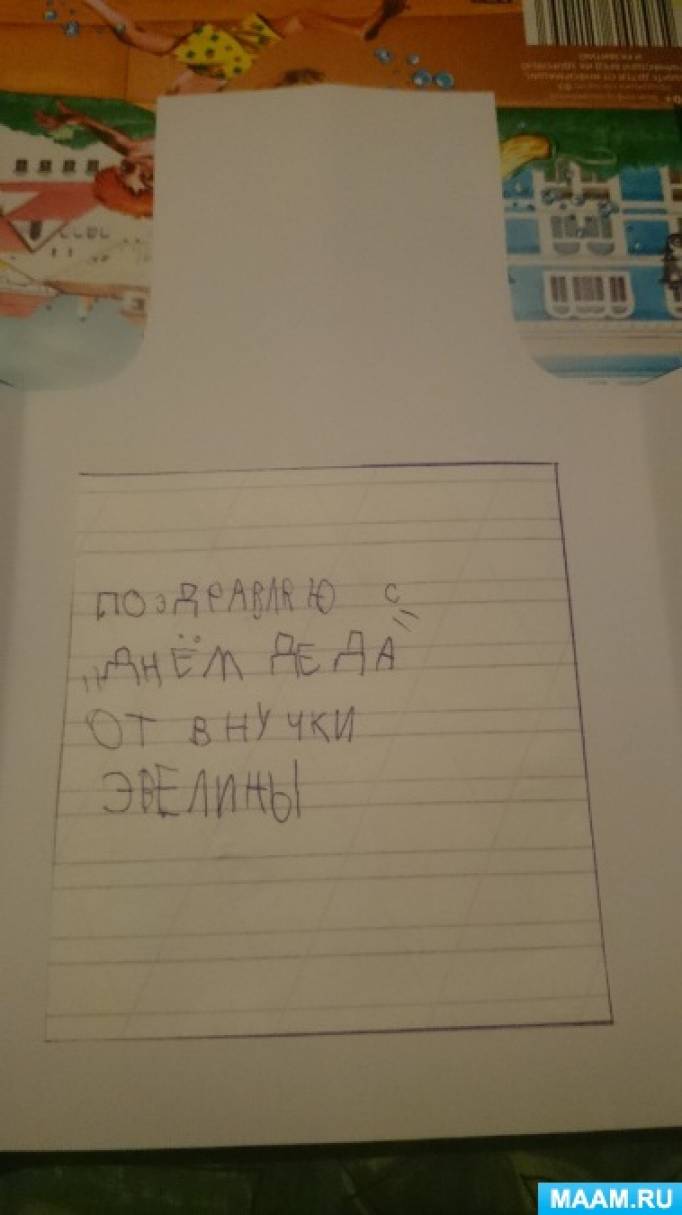 ПОЗДРАВЛЯЮ С
„ДНЁМ ДЕДА"
ОТ ВНУЧКИ
ЭВЕЛИНЫ
MAAM.RU